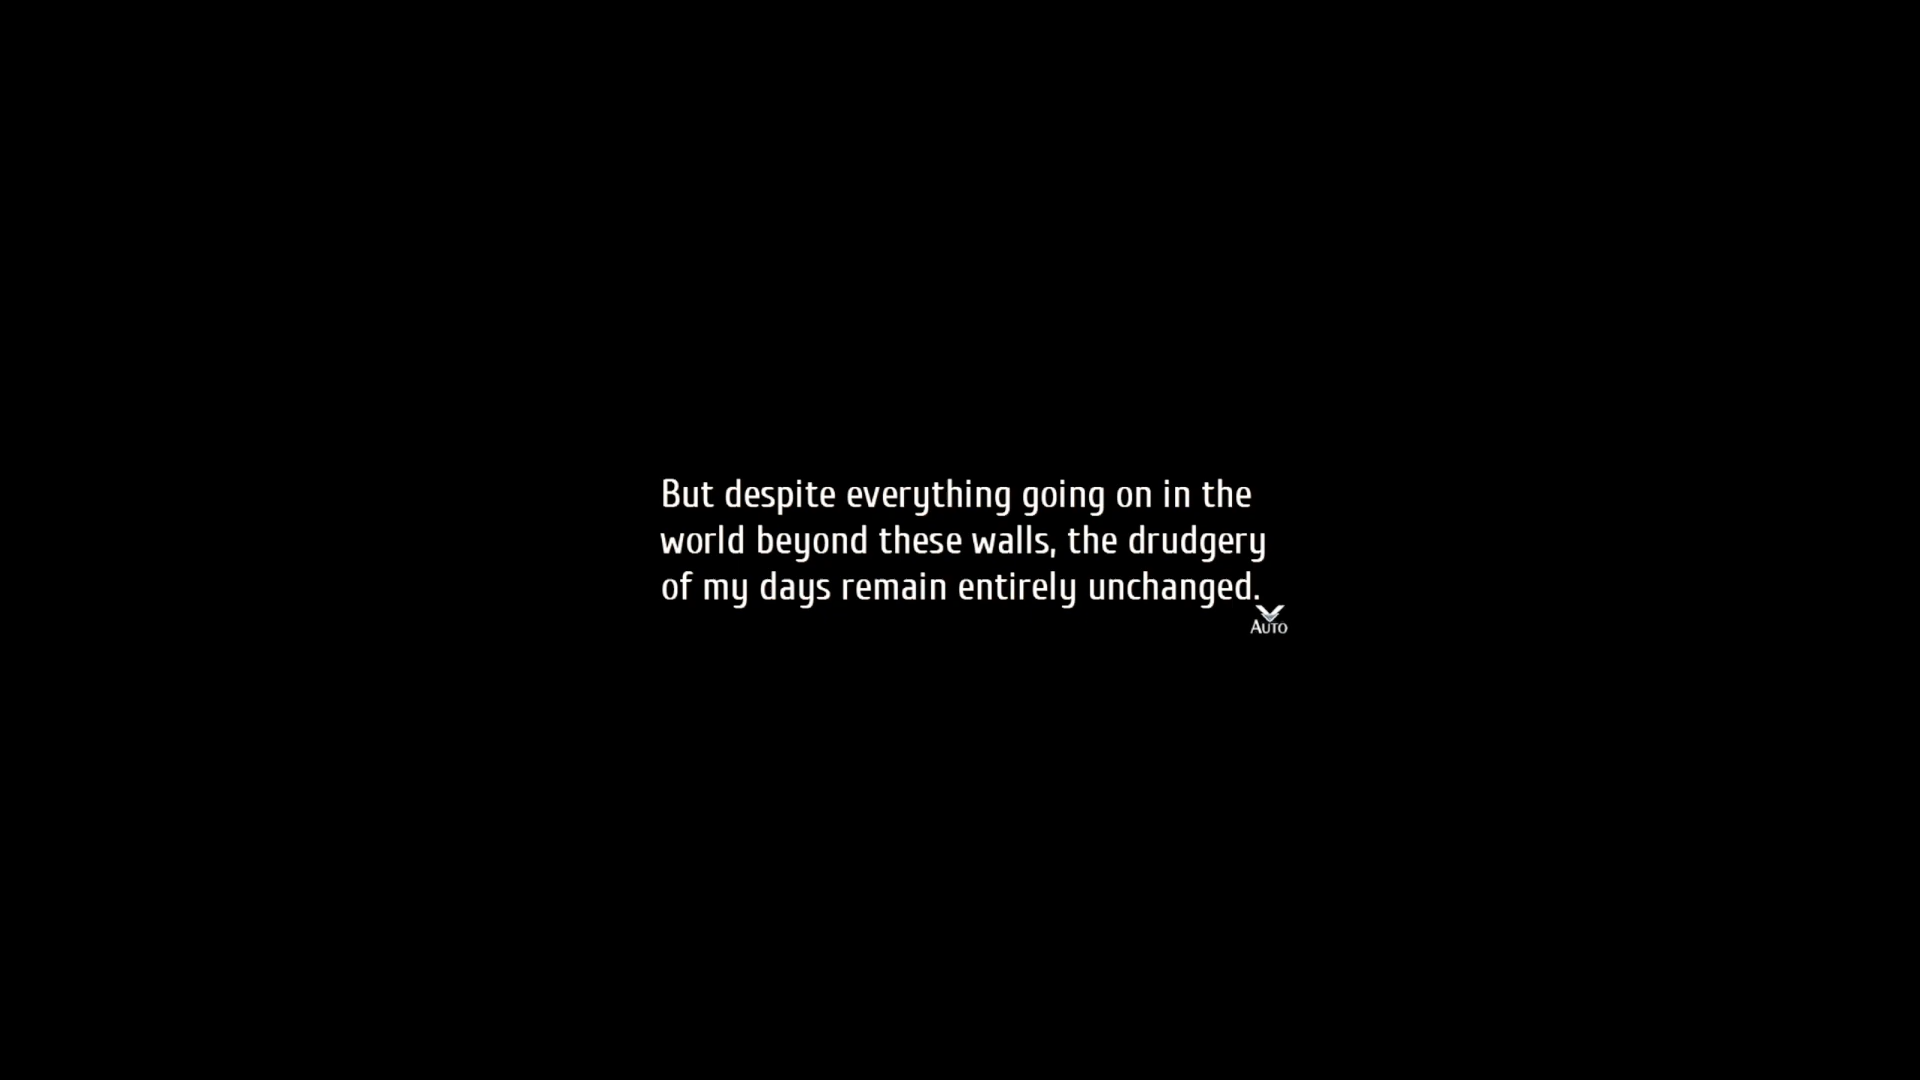 But despite everything going on in the
world beyond these walls, the drudgery
of my days remain entirely unchanged.
AUTO